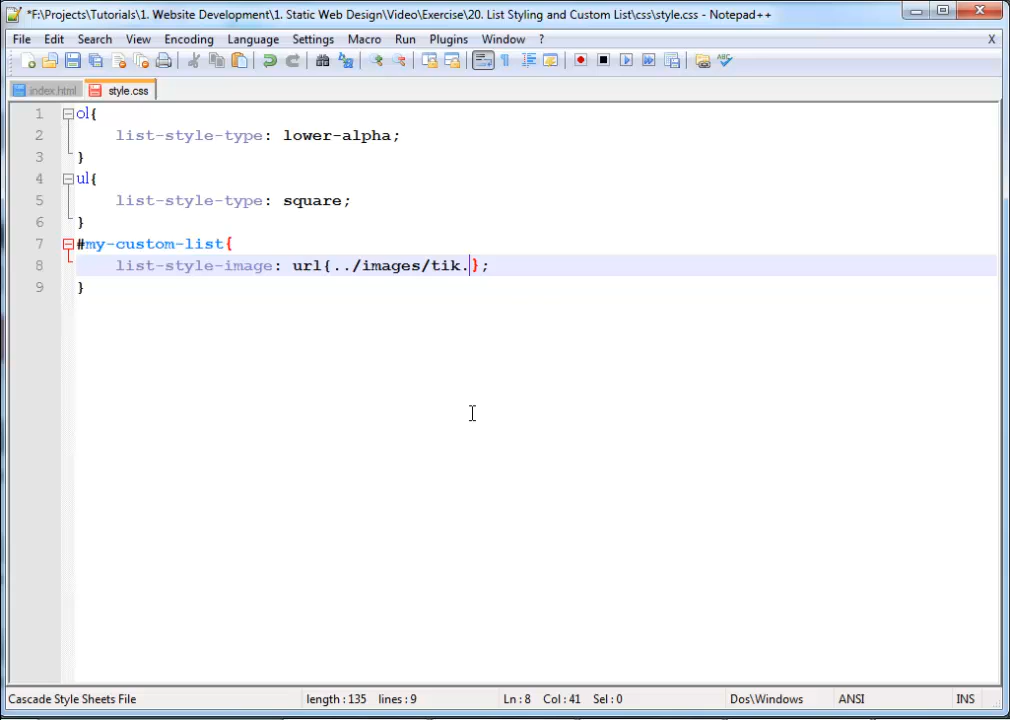 *F:\Projects\Tutorials\1. Website Development\1. Static Web Design\Video\Exercise\20. List Styling and Custom List\css\style.css - Notepad++
File Edit Search View Encoding Language Settings Macro Run Plugins Window ? X
index.html style.css
1 ol{
2 list-style-type: lower-alpha;
3 }
4 ul{
5 list-style-type: square;
6 }
7 #my-custom-list{
8 list-style-image: url{../images/tik.};
9 }
Cascade Style Sheets File length : 135 lines : 9 Ln : 8 Col : 41 Sel : 0 Dos\Windows ANSI INS